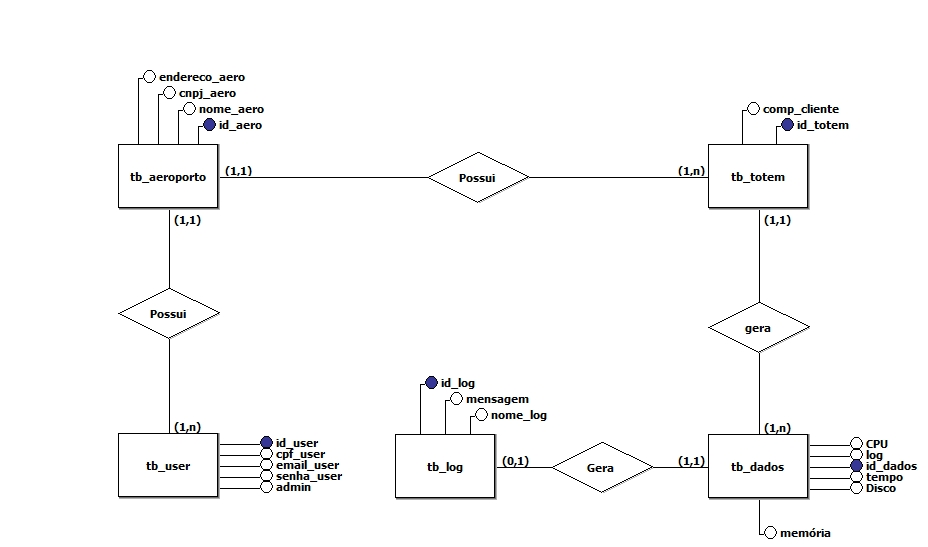 endereco_aero
cnpj_aero
nome_aero
id_aero
comp_cliente
id_totem
tb_aeroporto
(1,1)
Possui
(1,n)
tb_totem
(1,1)
(1,1)
Possui
gera
id_log
mensagem
nome_log
(1,n)
(1,n)
tb_user
id_user
cpf_user
email_user
senha_user
admin
tb_log
(0,1)
Gera
(1,1)
tb_dados
CPU
log
id_dados
tempo
Disco
memória